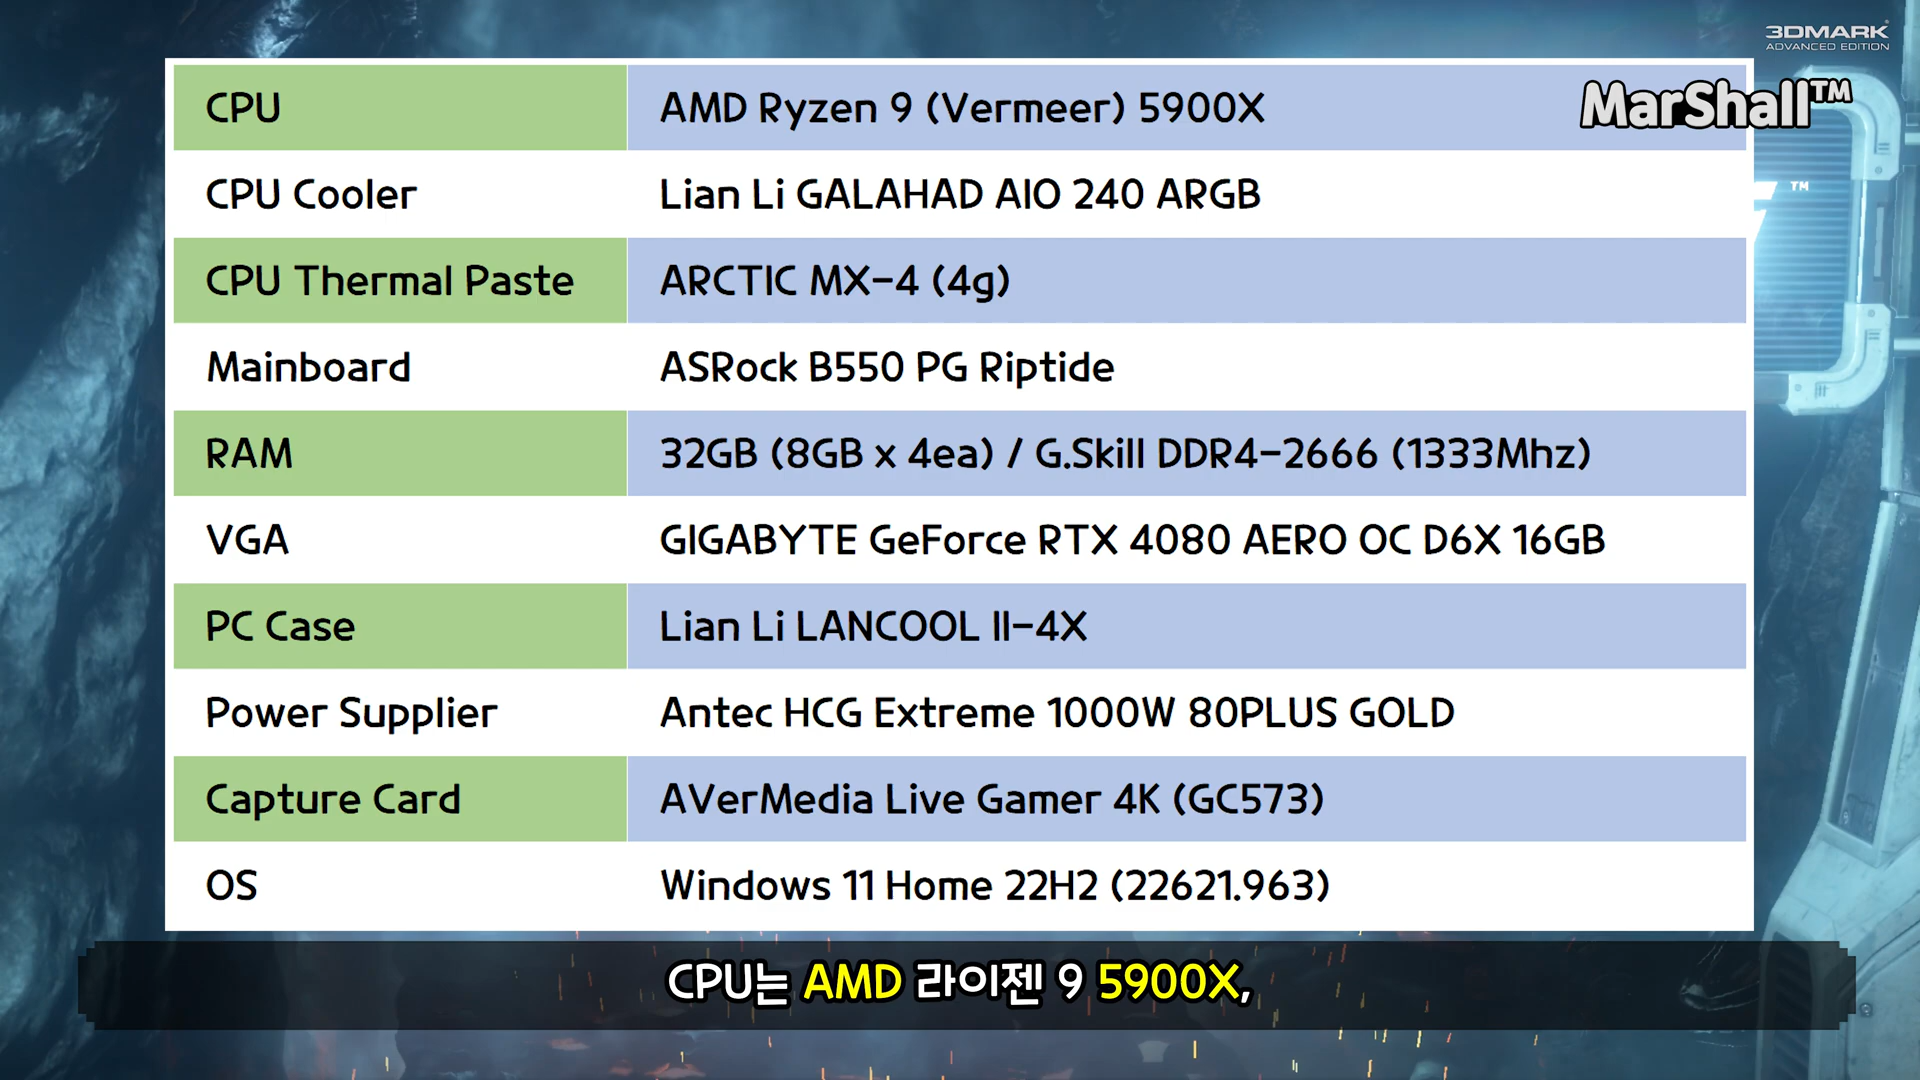 3DMARK
ADVANCED EDITION
MarShall™
CPU AMD Ryzen 9 (Vermeer) 5900X
CPU Cooler Lian Li GALAHAD AIO 240 ARGB
™
CPU Thermal Paste ARCTIC MX-4 (4g)
Mainboard ASRock B550 PG Riptide
RAM 32GB (8GB x 4ea) / G.Skill DDR4-2666 (1333Mhz)
VGA GIGABYTE GeForce RTX 4080 AERO OC D6X 16GB
PC Case Lian Li LANCOOL II-4X
Power Supplier Antec HCG Extreme 1000W 80PLUS GOLD
Capture Card AVerMedia Live Gamer 4K (GC573)
OS Windows 11 Home 22H2 (22621.963)
CPU는 AMD 라이젠 9 5900X,